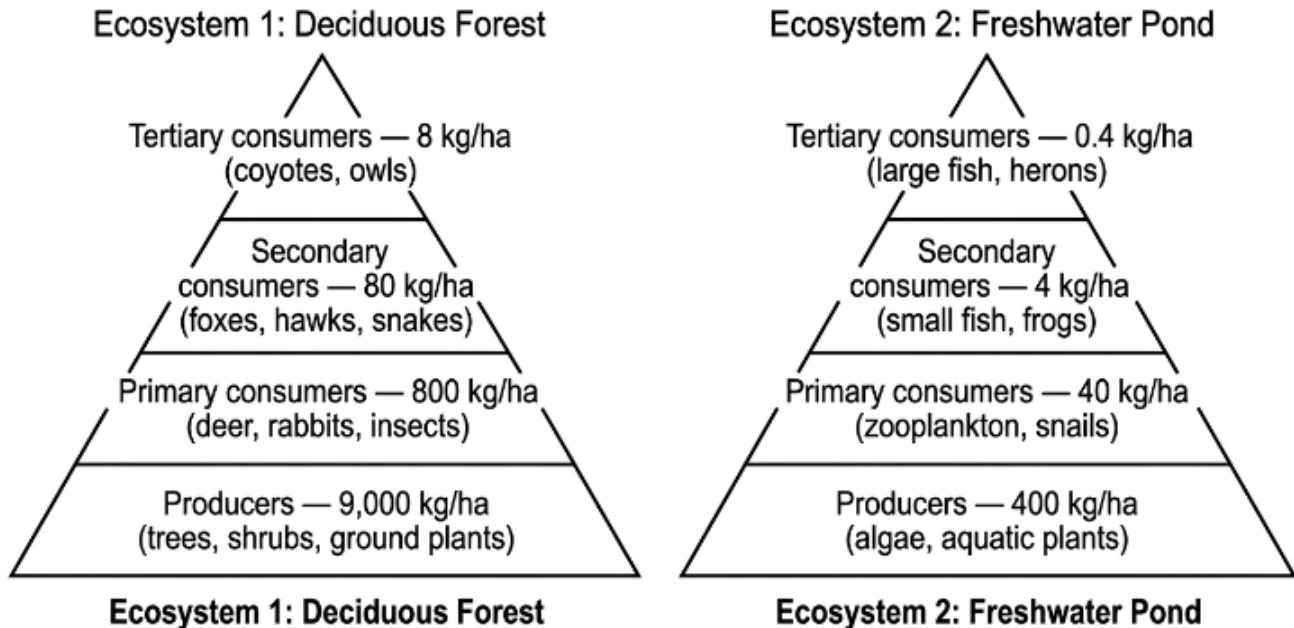 Ecosystem 1: Deciduous Forest
Tertiary consumers — 8 kg/ha
(coyotes, owls)
Secondary
consumers — 80 kg/ha
(foxes, hawks, snakes)
Primary consumers — 800 kg/ha
(deer, rabbits, insects)
Producers — 9,000 kg/ha
(trees, shrubs, ground plants)
Ecosystem 1: Deciduous Forest
Ecosystem 2: Freshwater Pond
Tertiary consumers — 0.4 kg/ha
(large fish, herons)
Secondary
consumers — 4 kg/ha
(small fish, frogs)
Primary consumers — 40 kg/ha
(zooplankton, snails)
Producers — 400 kg/ha
(algae, aquatic plants)
Ecosystem 2: Freshwater Pond